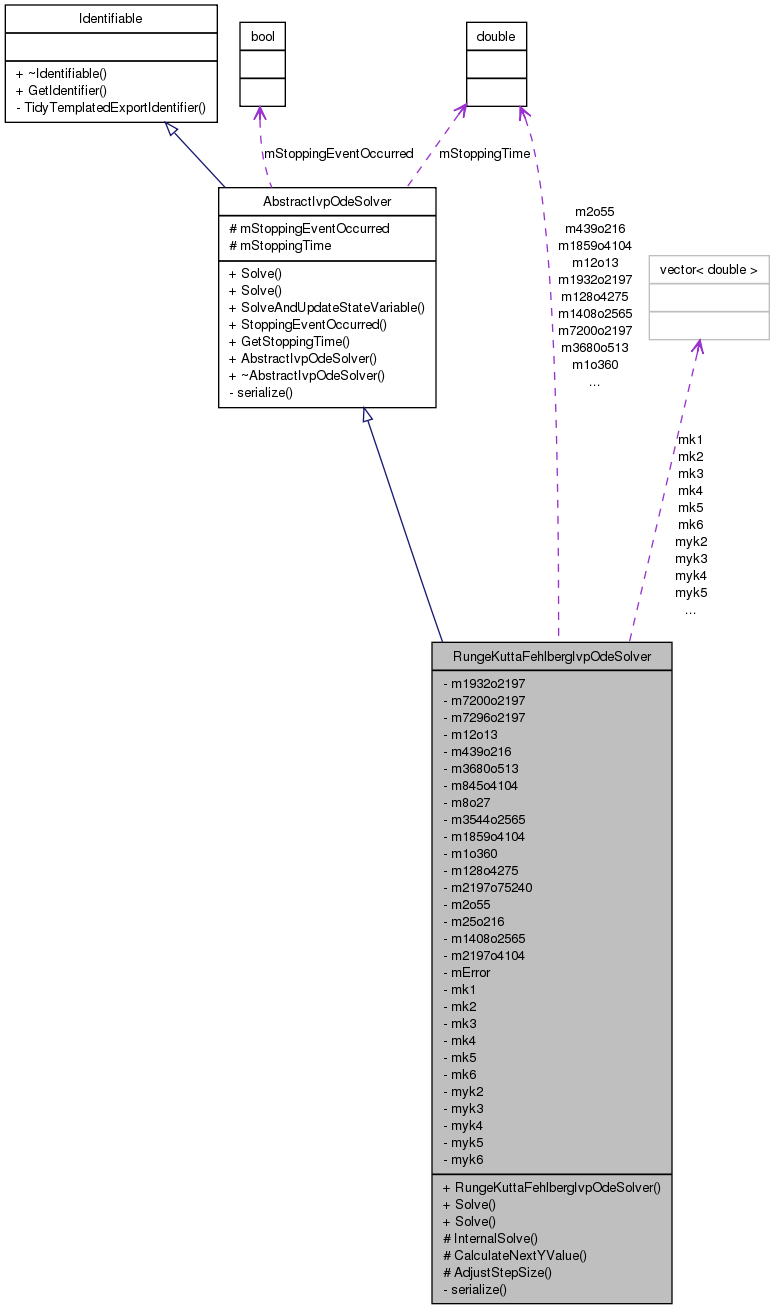 Identifiable
+ ~Identifiable()
+ GetIdentifier()
- TidyTemplatedExportIdentifier()
bool
double
mStoppingEventOccurred
mStoppingTime
AbstractIvpOdeSolver
# mStoppingEventOccurred
# mStoppingTime
+ Solve()
+ Solve()
+ SolveAndUpdateStateVariable()
+ StoppingEventOccurred()
+ GetStoppingTime()
+ AbstractIvpOdeSolver()
+ ~AbstractIvpOdeSolver()
- serialize()
m2o55
m439o216
m1859o4104
m12o13
m1932o2197
m128o4275
m1408o2565
m7200o2197
m3680o513
m1o360
...
vector< double >
mk1
mk2
mk3
mk4
mk5
mk6
myk2
myk3
myk4
myk5
...
RungeKuttaFehlbergIvpOdeSolver
- m1932o2197
- m7200o2197
- m7296o2197
- m12o13
- m439o216
- m3680o513
- m845o4104
- m8o27
- m3544o2565
- m1859o4104
- m1o360
- m128o4275
- m2197o75240
- m2o55
- m25o216
- m1408o2565
- m2197o4104
- mError
- mk1
- mk2
- mk3
- mk4
- mk5
- mk6
- myk2
- myk3
- myk4
- myk5
- myk6
+ RungeKuttaFehlbergIvpOdeSolver()
+ Solve()
+ Solve()
# InternalSolve()
# CalculateNextYValue()
# AdjustStepSize()
- serialize()